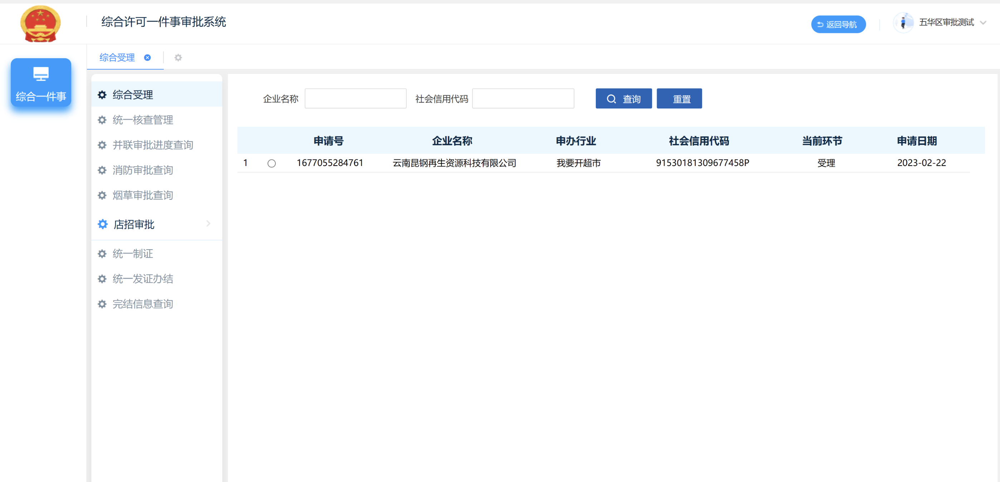 综合许可一件事审批系统
返回导航
五华区审批测试
综合一件事
综合受理
综合受理
统一核查管理
并联审批进度查询
消防审批查询
烟草审批查询
店招审批
统一制证
统一发证办结
完结信息查询
企业名称 社会信用代码 查询 重置
申请号 企业名称 申办行业 社会信用代码 当前环节 申请日期
1 1677055284761 云南昆钢再生资源科技有限公司 我要开超市 91530181309677458P 受理 2023-02-22